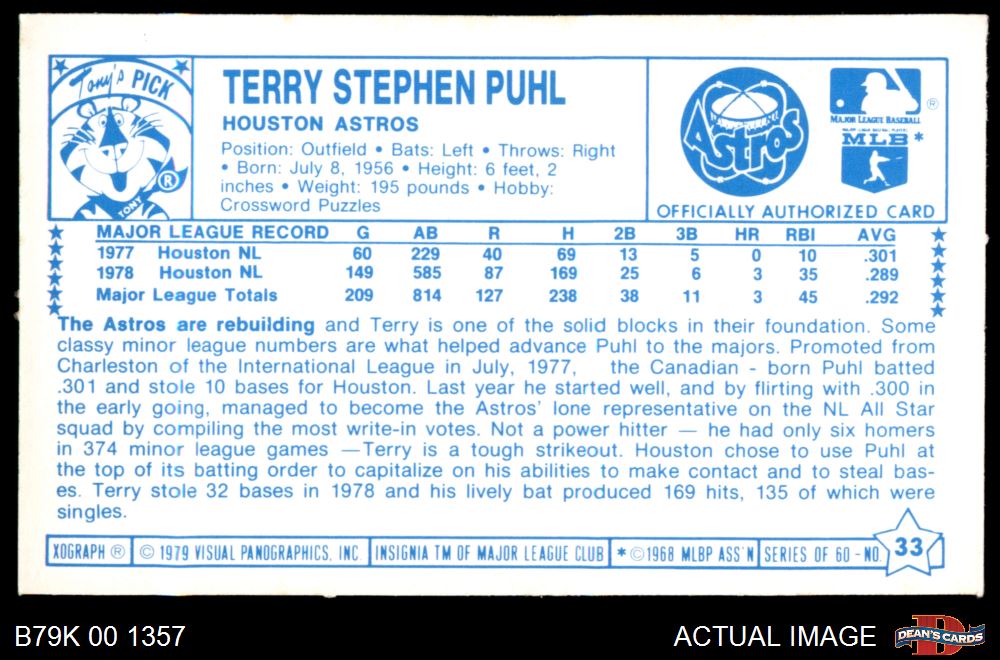 Tony's PICK
TONY
®
TERRY STEPHEN PUHL
HOUSTON ASTROS
Position: Outfield • Bats: Left • Throws: Right
• Born: July 8, 1956 • Height: 6 feet, 2
inches • Weight: 195 pounds • Hobby:
Crossword Puzzles
Astros
®
MAJOR LEAGUE BASEBALL
MAJOR LEAGUE BASEBALL PLAYERS
MLB *
OFFICIALLY AUTHORIZED CARD
MAJOR LEAGUE RECORD G AB R H 2B 3B HR RBI AVG
1977 Houston NL 60 229 40 69 13 5 0 10 .301
1978 Houston NL 149 585 87 169 25 6 3 35 .289
Major League Totals 209 814 127 238 38 11 3 45 .292
The Astros are rebuilding and Terry is one of the solid blocks in their foundation. Some
classy minor league numbers are what helped advance Puhl to the majors. Promoted from
Charleston of the International League in July, 1977, the Canadian - born Puhl batted
.301 and stole 10 bases for Houston. Last year he started well, and by flirting with .300 in
the early going, managed to become the Astros' lone representative on the NL All Star
squad by compiling the most write-in votes. Not a power hitter — he had only six homers
in 374 minor league games —Terry is a tough strikeout. Houston chose to use Puhl at
the top of its batting order to capitalize on his abilities to make contact and to steal bas-
es. Terry stole 32 bases in 1978 and his lively bat produced 169 hits, 135 of which were
singles.
XOGRAPH ® © 1979 VISUAL PANOGRAPHICS, INC. INSIGNIA TM OF MAJOR LEAGUE CLUB * ©1968 MLBP ASS'N SERIES OF 60 - NO. 33
B79K 00 1357 ACTUAL IMAGE
D
DEAN'S CARDS